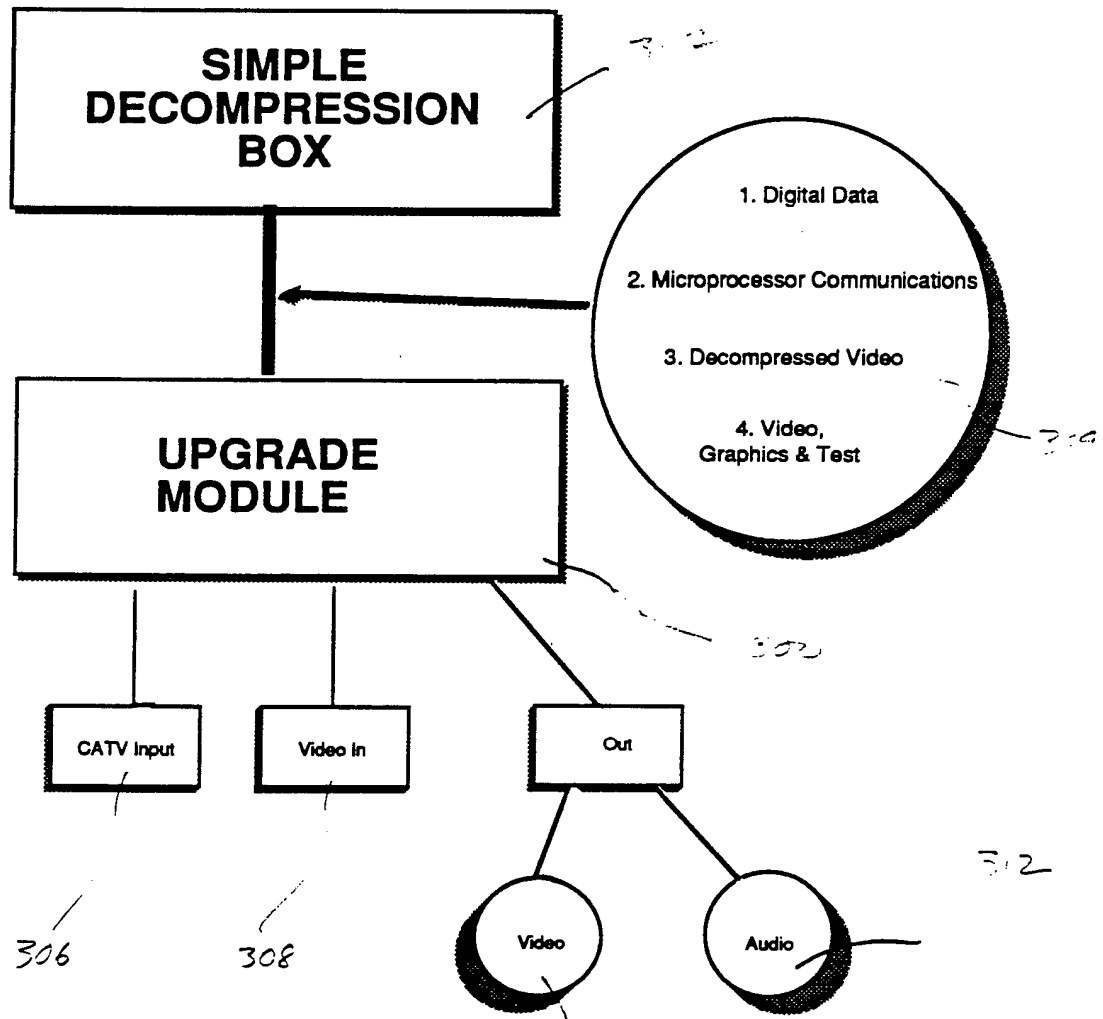 SIMPLE
DECOMPRESSION
BOX
1. Digital Data
2. Microprocessor Communications
3. Decompressed Video
4. Video,
Graphics & Test
UPGRADE
MODULE
CATV Input
Video In
Out
312
306
308
Video
Audio